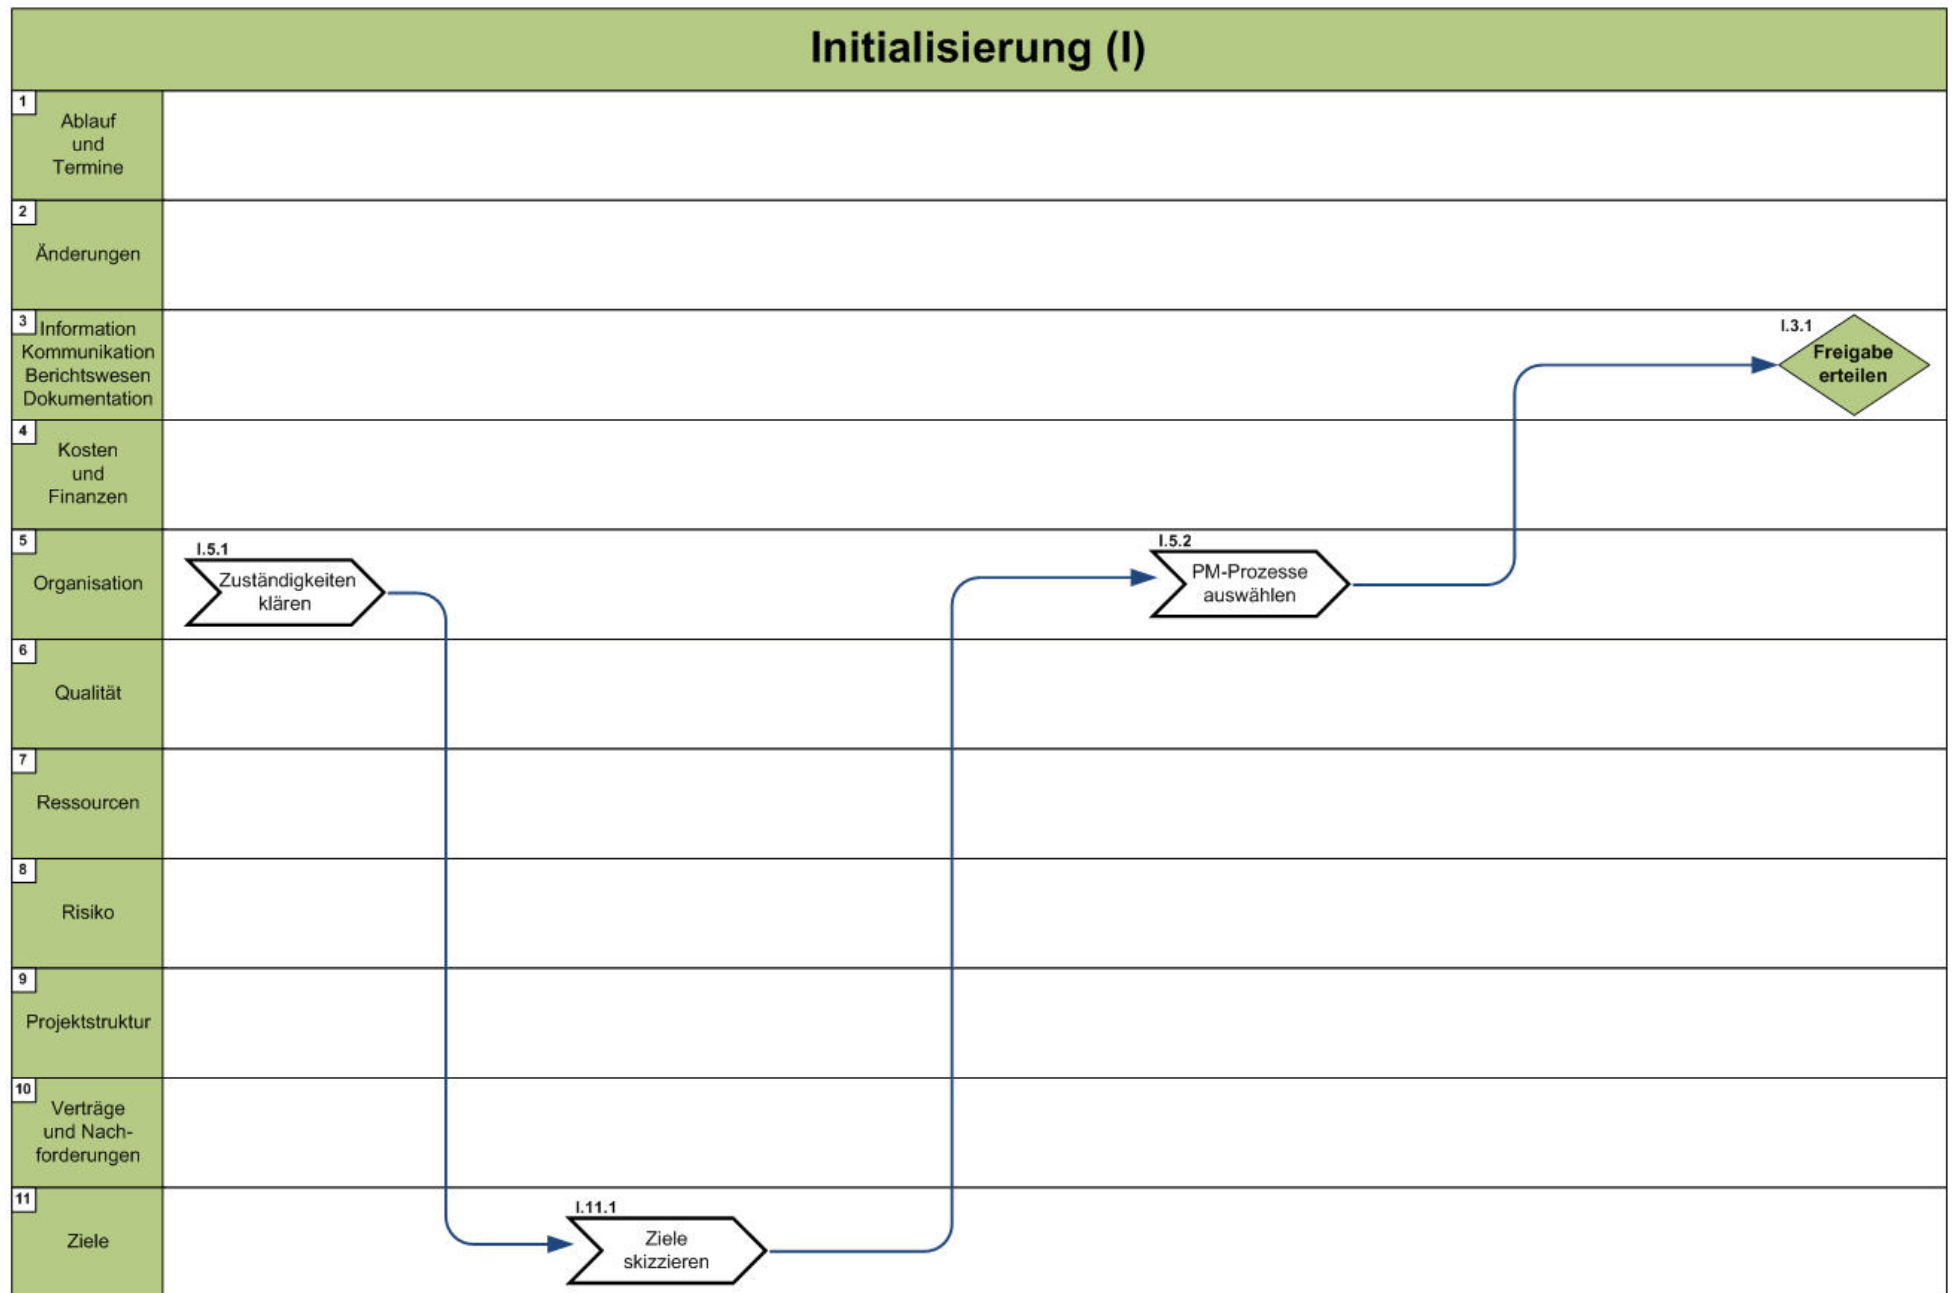 Initialisierung (I)
1
Ablauf
und
Termine
2
Änderungen
3
Information
Kommunikation
Berichtswesen
Dokumentation
I.3.1
Freigabe
erteilen
4
Kosten
und
Finanzen
5
Organisation
I.5.1
Zuständigkeiten
klären
I.5.2
PM-Prozesse
auswählen
6
Qualität
7
Ressourcen
8
Risiko
9
Projektstruktur
10
Verträge
und Nach-
forderungen
11
Ziele
I.11.1
Ziele
skizzieren